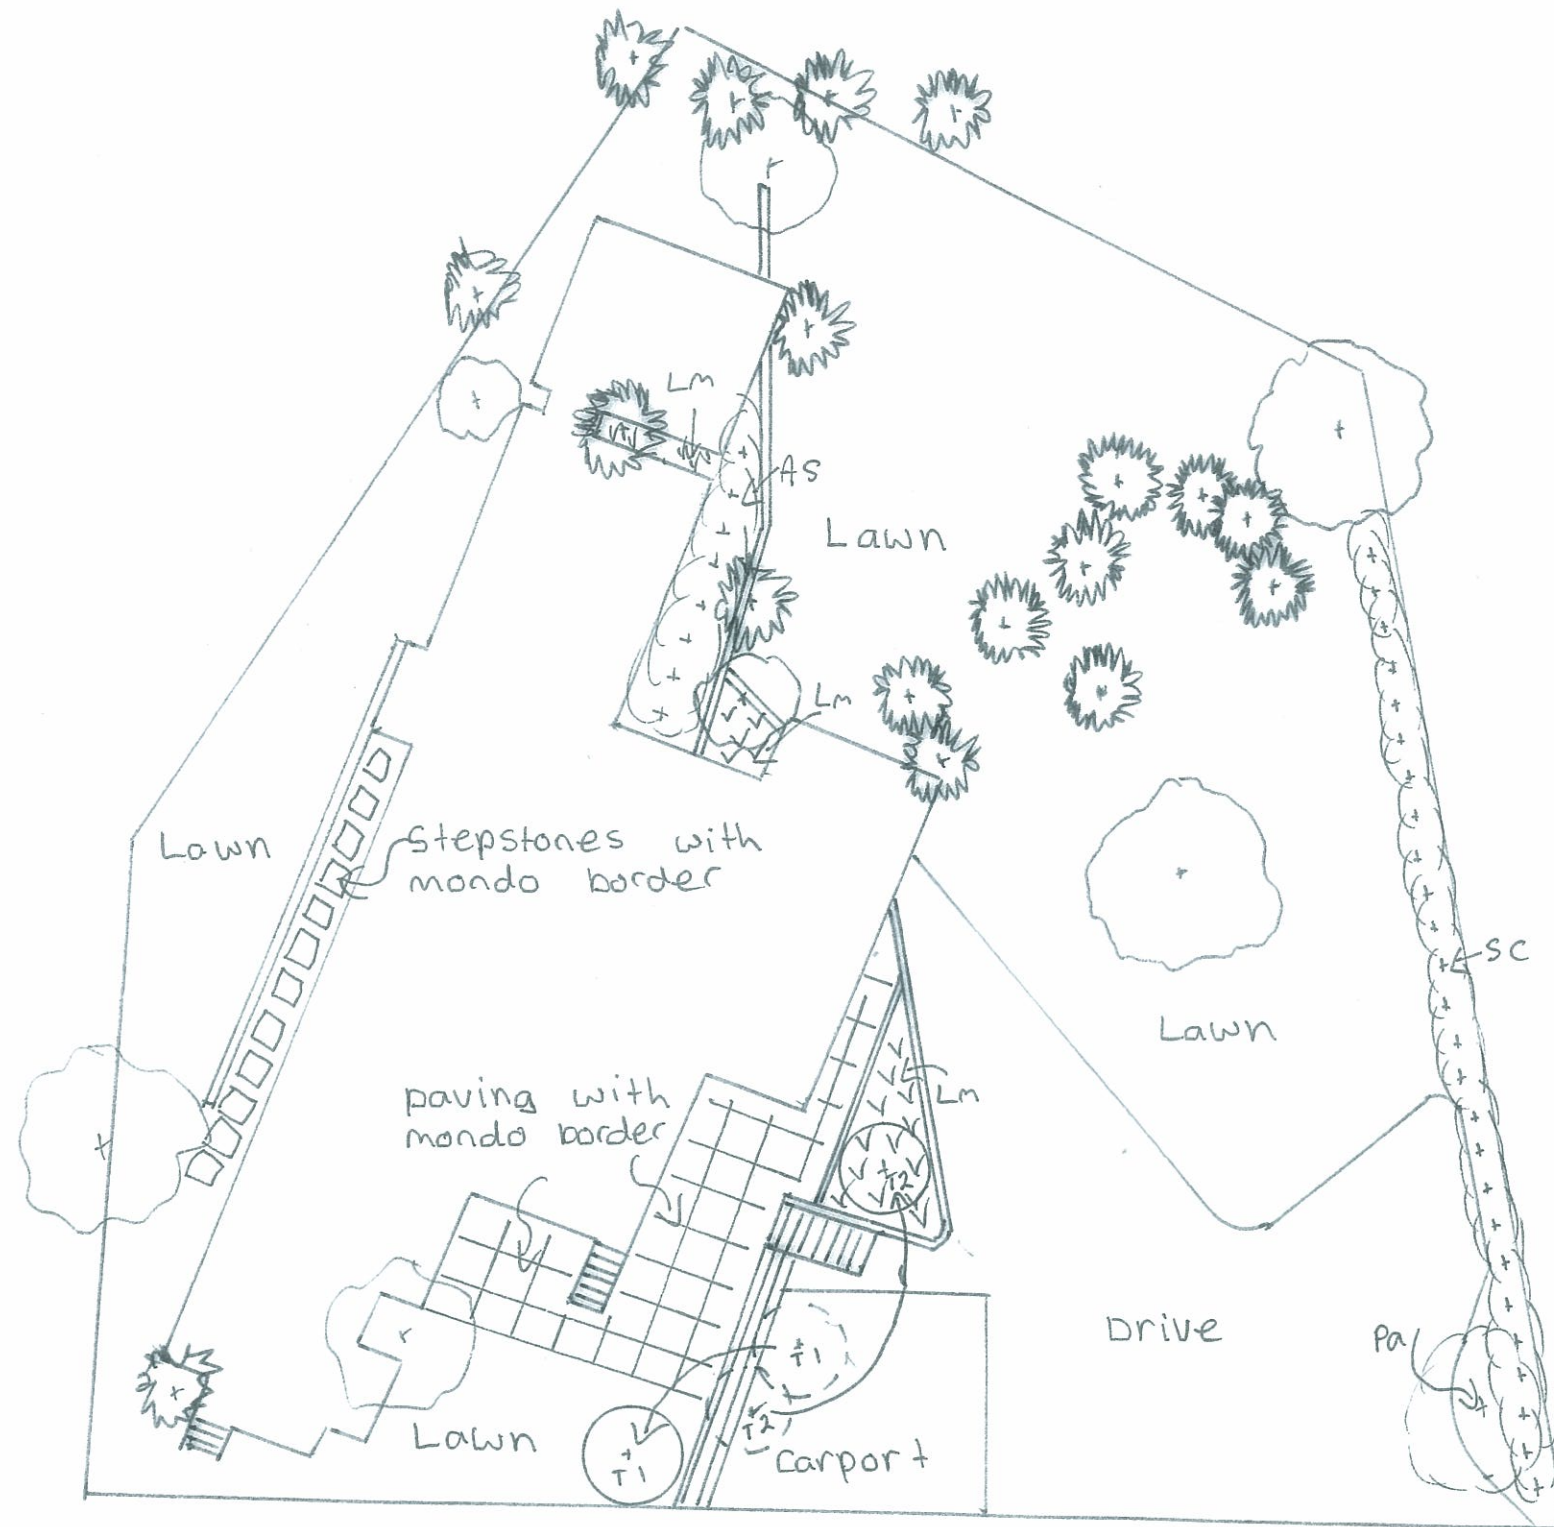 Lm
AS
Lawn
Lm
Lawn
Stepstones with
mondo border
SC
Lawn
paving with
mondo border
Lm
T2
Drive
Pa
T1
T2
Lawn
Carport
T1